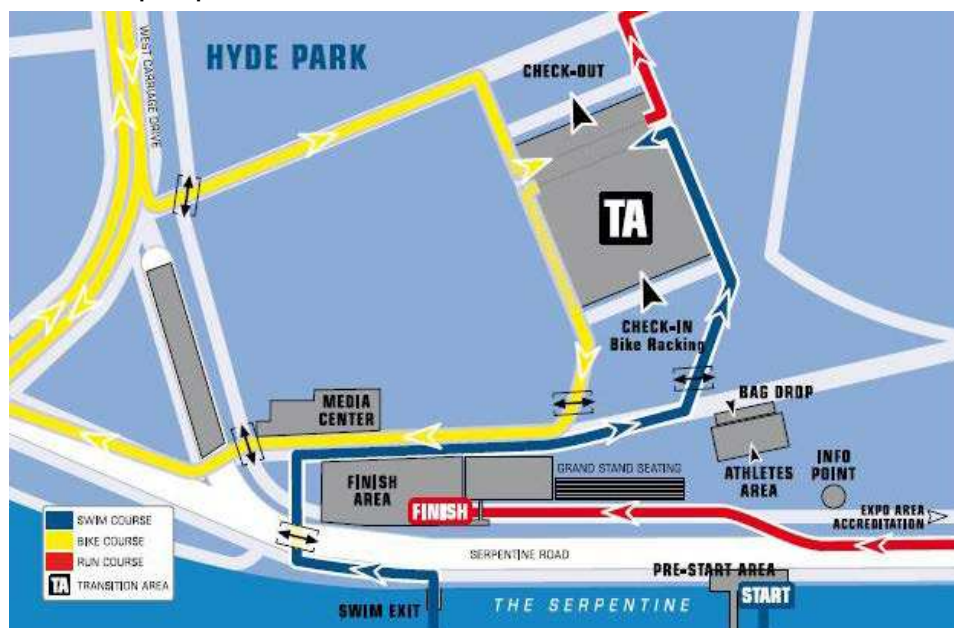 HYDE PARK
WEST CARRIAGE DRIVE
CHECK-OUT
TA
CHECK-IN
Bike Racking
MEDIA
CENTER
BAG DROP
ATHLETES
AREA
INFO
POINT
GRAND STAND SEATING
FINISH
AREA
FINISH
EXPO AREA
ACCREDITATION
SERPENTINE ROAD
PRE-START AREA
START
SWIM EXIT
THE SERPENTINE
SWIM COURSE
BIKE COURSE
RUN COURSE
TA TRANSITION AREA